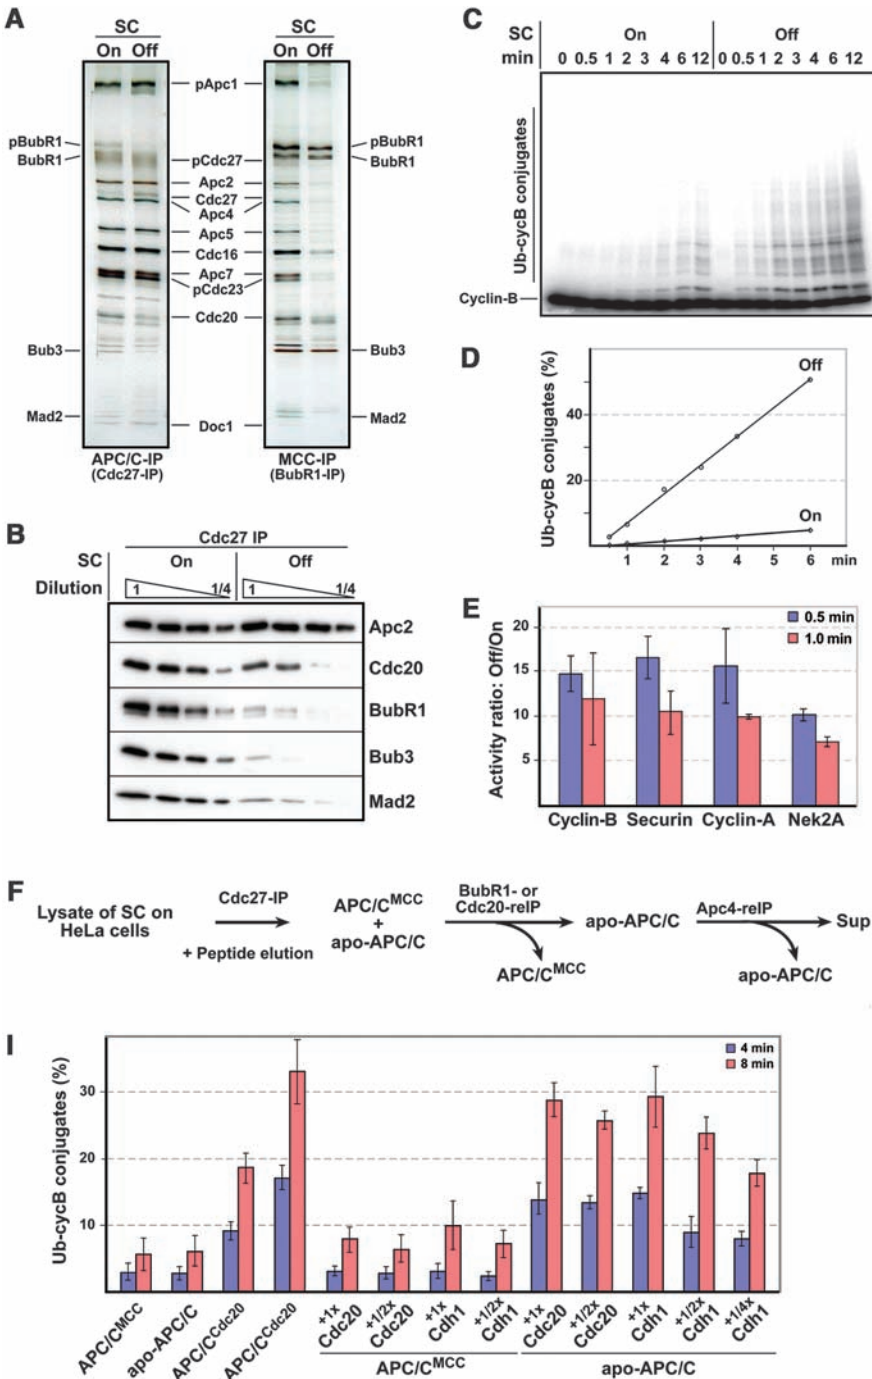 A
SC
On Off
SC
On Off
pApc1
pBubR1
BubR1
pCdc27
pBubR1
BubR1
Apc2
Cdc27
Apc4
Apc5
Cdc16
Apc7
pCdc23
Cdc20
Bub3
Bub3
Mad2
Doc1
Mad2
APC/C-IP
(Cdc27-IP)
MCC-IP
(BubR1-IP)
B
Cdc27 IP
SC On Off
Dilution 1 1/4 1 1/4
Apc2
Cdc20
BubR1
Bub3
Mad2
C
SC On Off
min 0 0.5 1 2 3 4 6 12 0 0.5 1 2 3 4 6 12
Ub-cycB conjugates
Cyclin-B
D
Ub-cycB conjugates (%)
40
20
Off
On
1 2 3 4 5 6 min
E
Activity ratio: Off/On
20
15
10
5
0.5 min
1.0 min
Cyclin-B Securin Cyclin-A Nek2A
F
Lysate of SC on
HeLa cells
Cdc27-IP
+ Peptide elution
APC/CMCC
+
apo-APC/C
BubR1- or
Cdc20-reIP
APC/CMCC
apo-APC/C
Apc4-reIP
apo-APC/C
Sup
I
Ub-cycB conjugates (%)
30
20
10
4 min
8 min
APC/CMCC
apo-APC/C
APC/CCdc20
APC/CCdc20
+1x Cdc20
+1/2x Cdc20
+1x Cdh1
+1/2x Cdh1
+1x Cdc20
+1/2x Cdc20
+1x Cdh1
+1/2x Cdh1
+1/4x Cdh1
APC/CMCC
apo-APC/C